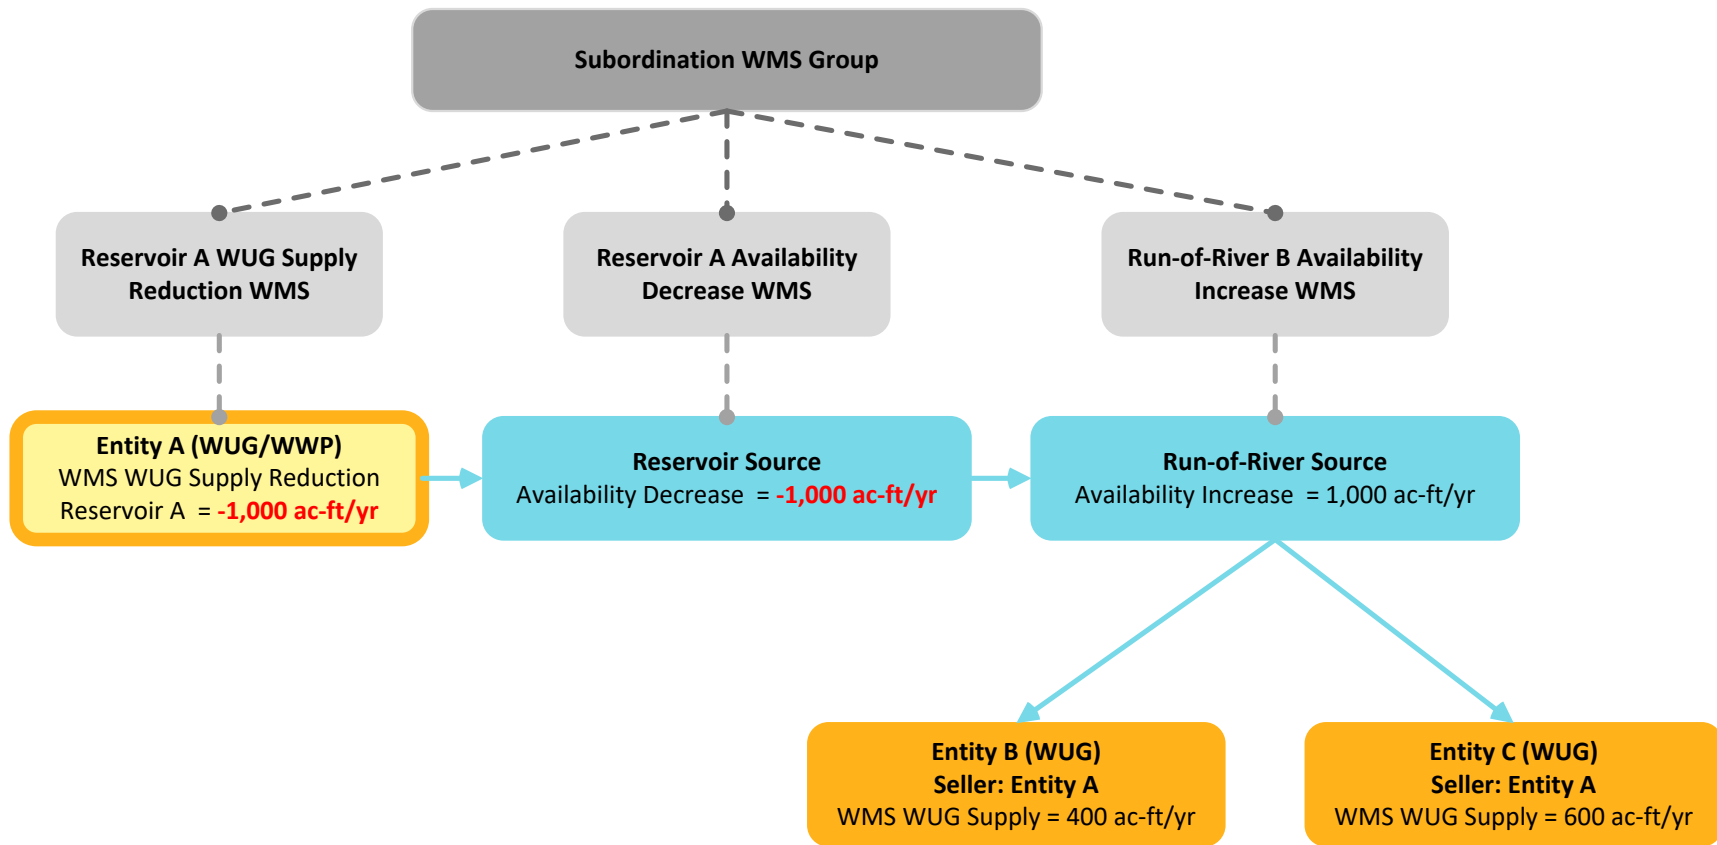 Subordination WMS Group
Reservoir A WUG Supply
Reduction WMS
Reservoir A Availability
Decrease WMS
Run-of-River B Availability
Increase WMS
Entity A (WUG/WWP)
WMS WUG Supply Reduction
Reservoir A = -1,000 ac-ft/yr
Reservoir Source
Availability Decrease = -1,000 ac-ft/yr
Run-of-River Source
Availability Increase = 1,000 ac-ft/yr
Entity B (WUG)
Seller: Entity A
WMS WUG Supply = 400 ac-ft/yr
Entity C (WUG)
Seller: Entity A
WMS WUG Supply = 600 ac-ft/yr